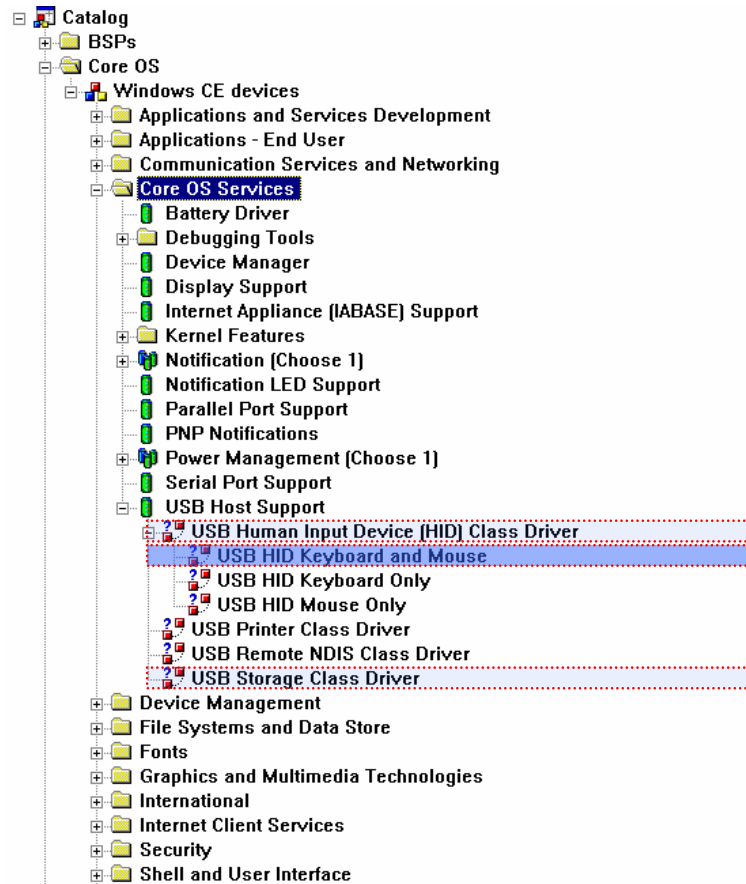 Catalog
BSPs
Core OS
Windows CE devices
Applications and Services Development
Applications - End User
Communication Services and Networking
Core OS Services
Battery Driver
Debugging Tools
Device Manager
Display Support
Internet Appliance (IABASE) Support
Kernel Features
Notification (Choose 1)
Notification LED Support
Parallel Port Support
PNP Notifications
Power Management (Choose 1)
Serial Port Support
USB Host Support
USB Human Input Device (HID) Class Driver
USB HID Keyboard and Mouse
USB HID Keyboard Only
USB HID Mouse Only
USB Printer Class Driver
USB Remote NDIS Class Driver
USB Storage Class Driver
Device Management
File Systems and Data Store
Fonts
Graphics and Multimedia Technologies
International
Internet Client Services
Security
Shell and User Interface